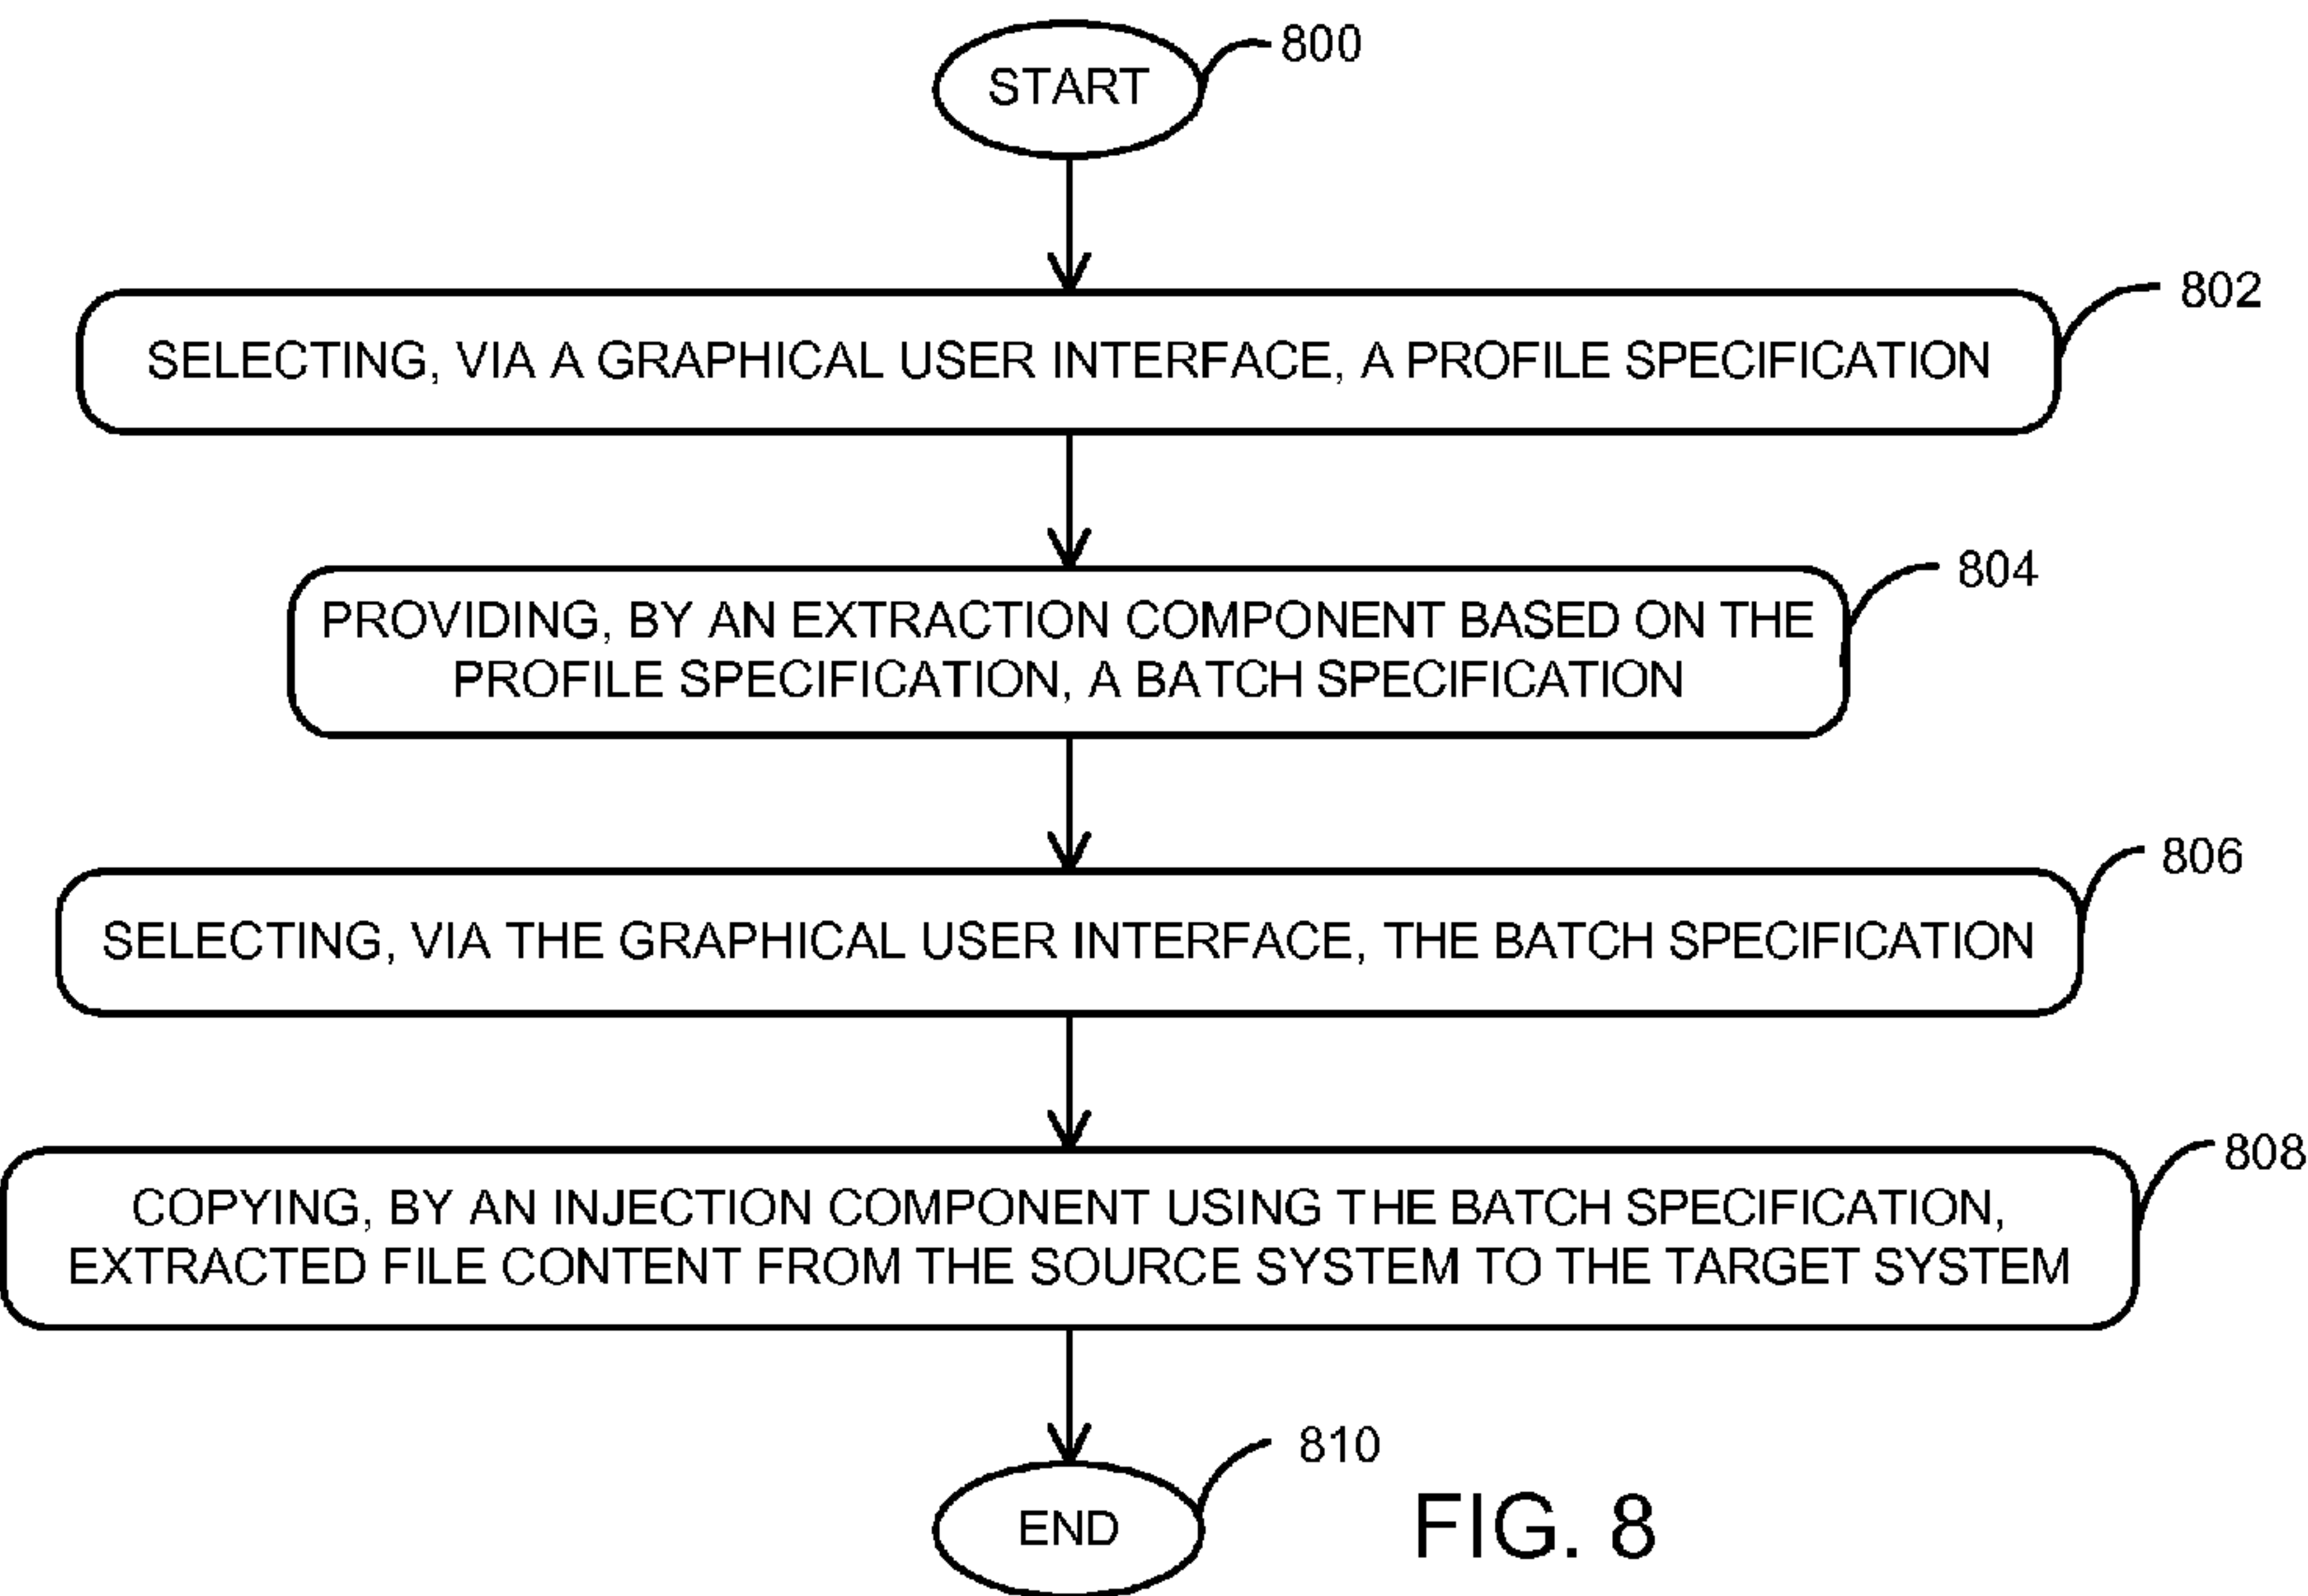 START
800
802
SELECTING, VIA A GRAPHICAL USER INTERFACE, A PROFILE SPECIFICATION
804
PROVIDING, BY AN EXTRACTION COMPONENT BASED ON THE
PROFILE SPECIFICATION, A BATCH SPECIFICATION
806
SELECTING, VIA THE GRAPHICAL USER INTERFACE, THE BATCH SPECIFICATION
808
COPYING, BY AN INJECTION COMPONENT USING THE BATCH SPECIFICATION,
EXTRACTED FILE CONTENT FROM THE SOURCE SYSTEM TO THE TARGET SYSTEM
810
END
FIG. 8